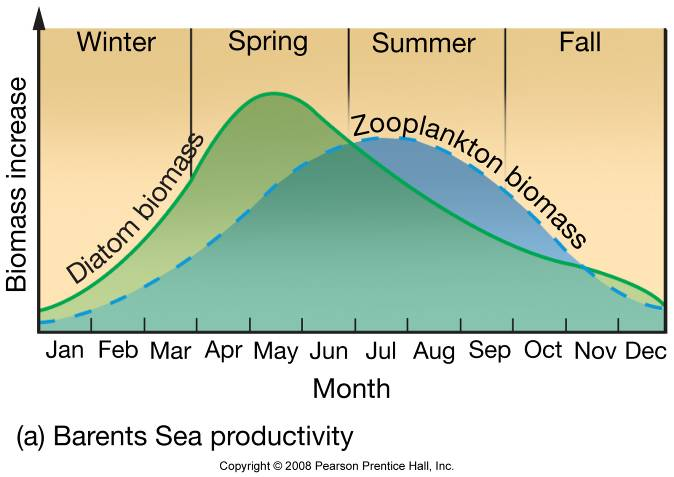 Winter Spring Summer Fall
Biomass increase
Diatom biomass
Zooplankton biomass
Jan Feb Mar Apr May Jun Jul Aug Sep Oct Nov Dec
Month
(a) Barents Sea productivity
Copyright © 2008 Pearson Prentice Hall, Inc.